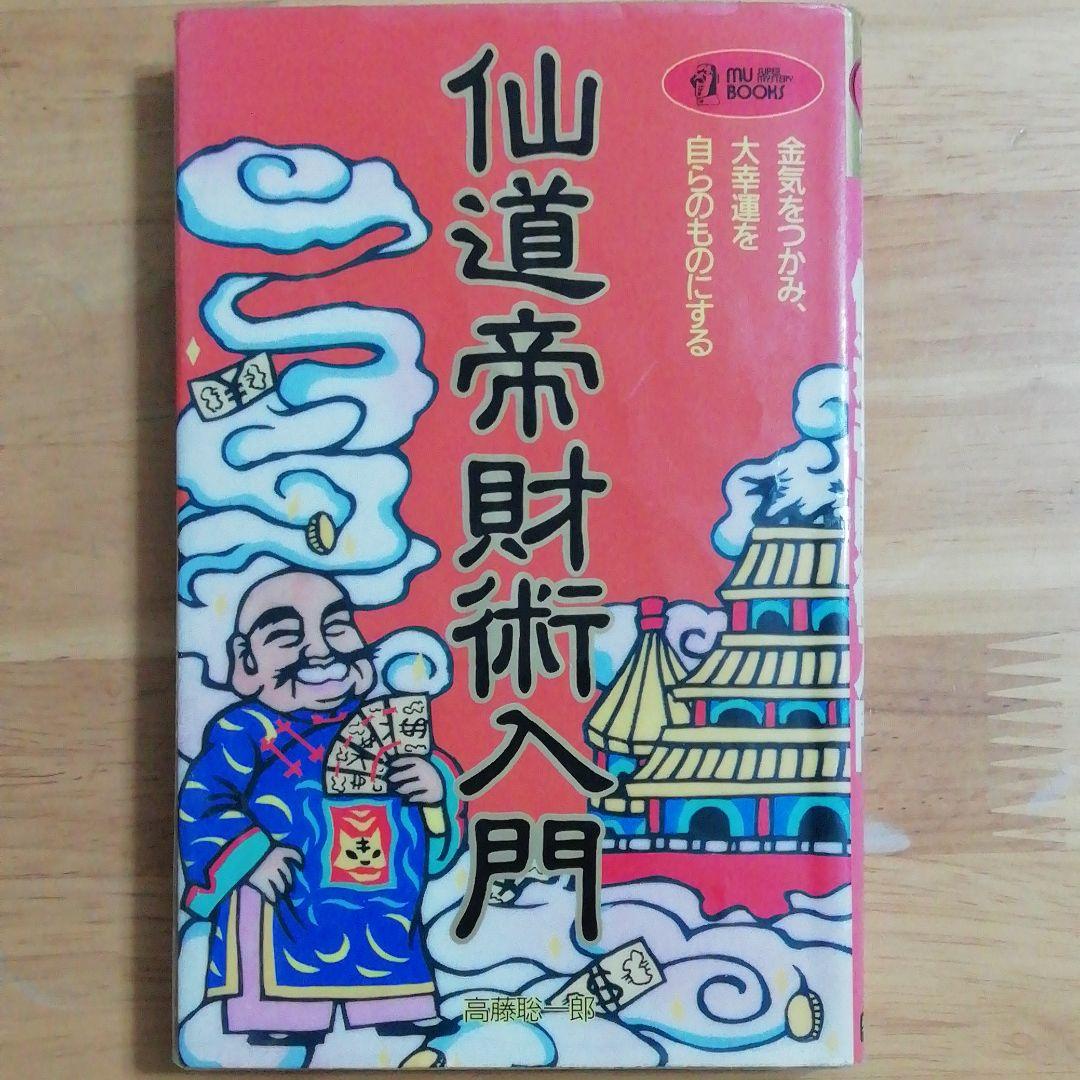 MU SUPER MYSTERY BOOKS
金気をつかみ、
大幸運を
自らのものにする
仙道帝財術入門
高藤聡一郎